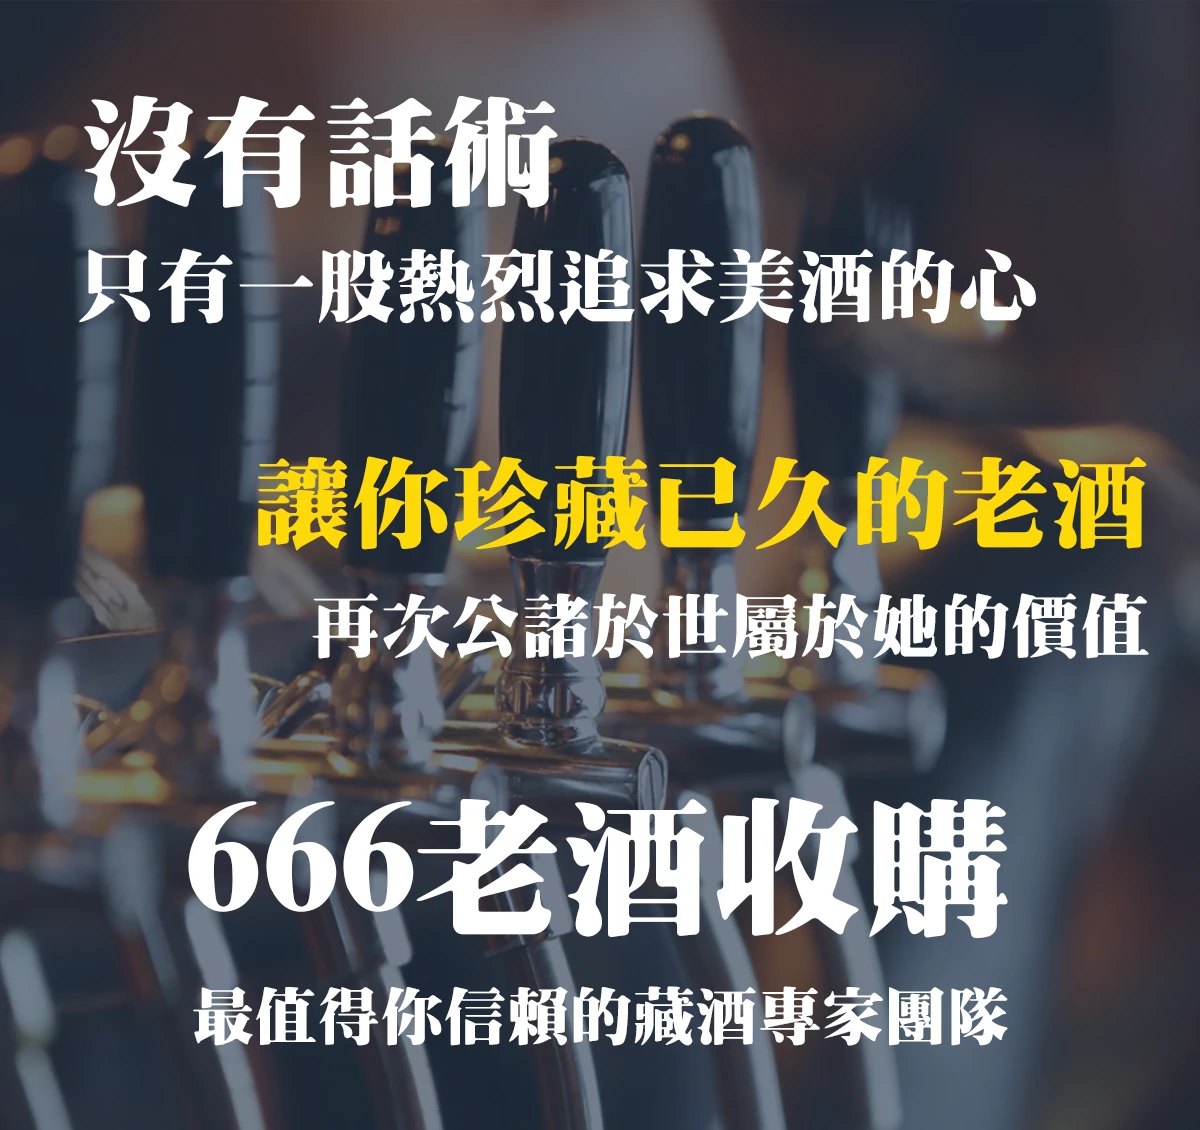 沒有話術
只有一股熱烈追求美酒的心
讓你珍藏已久的老酒
再次公諸於世屬於她的價值
666老酒收購
最值得你信賴的藏酒專家團隊